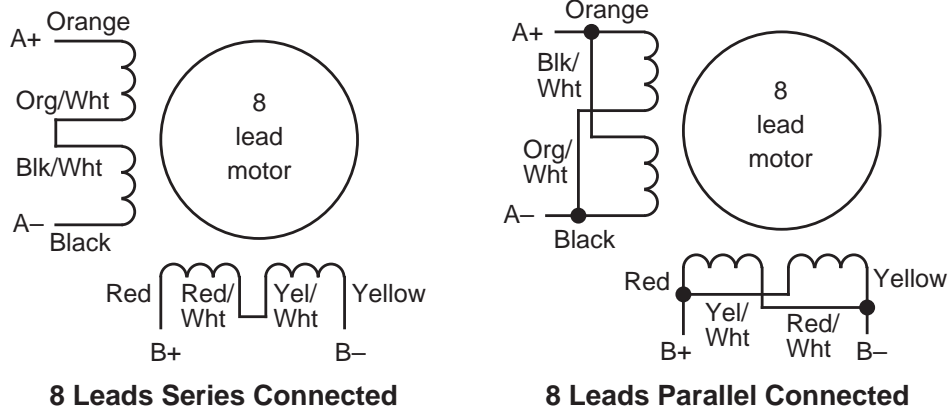 Orange
A+
Org/Wht
Blk/Wht
A–
Black
8
lead
motor
Red
Red/
Wht
Yel/
Wht
Yellow
B+
B–
8 Leads Series Connected
Orange
A+
Blk/
Wht
Org/
Wht
A–
Black
8
lead
motor
Red
Yel/
Wht
Red/
Wht
Yellow
B+
B–
8 Leads Parallel Connected